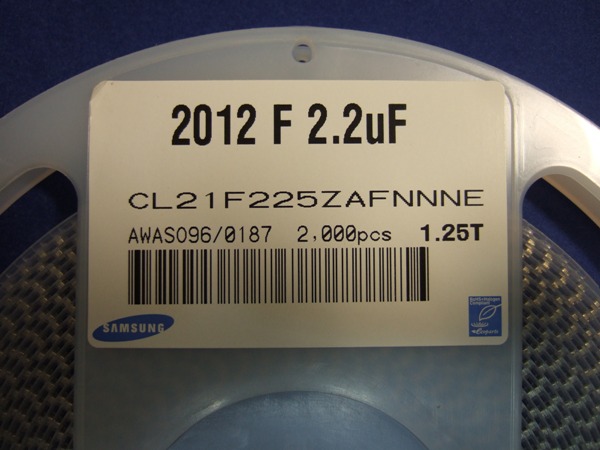 2012 F 2.2uF
CL21F225ZAFNNNE
AWAS096/0187 2,000pcs 1.25T
SAMSUNG